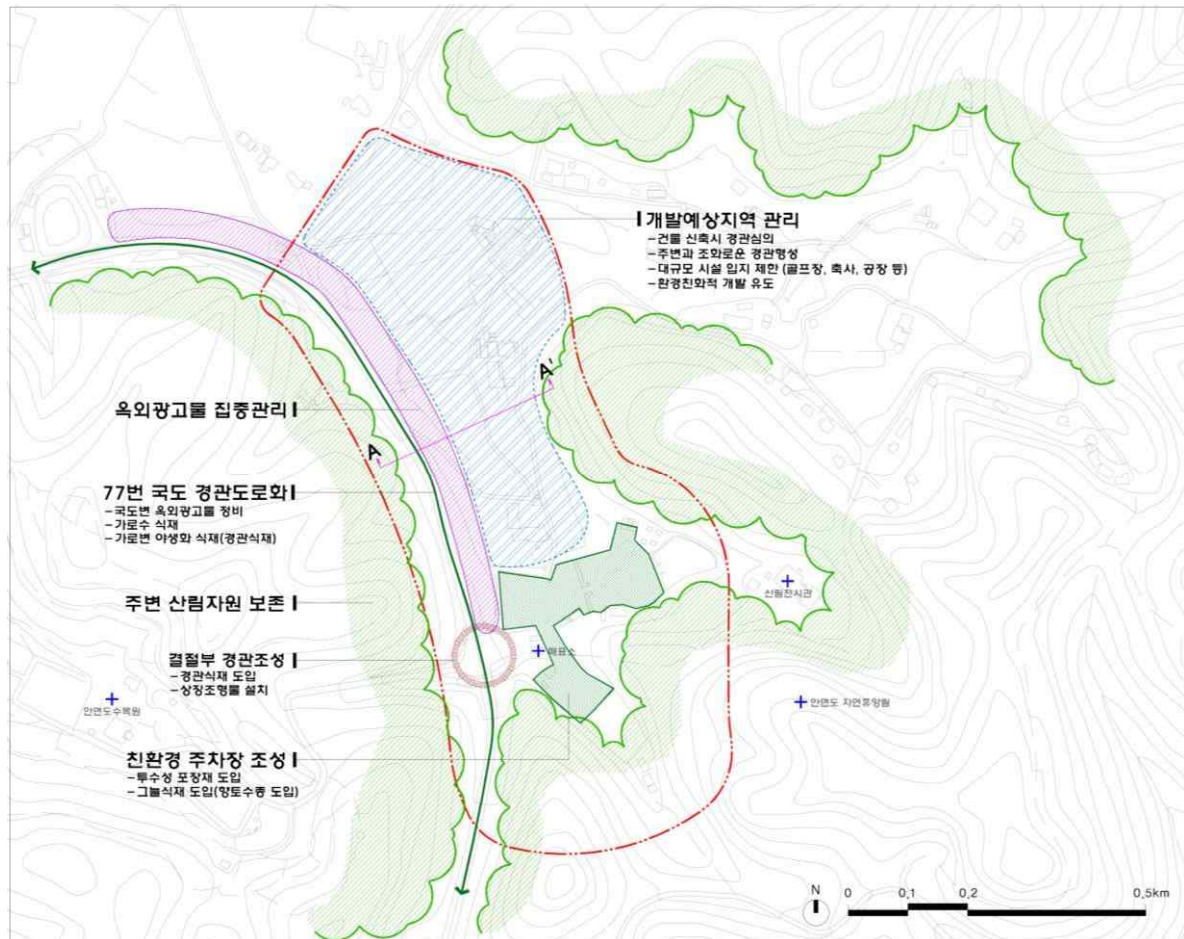 개발예상지역 관리
-건물 신축시 경관심의
-주변과 조화로운 경관형성
-대규모 시설 입지 제한 (골프장, 축사, 공장 등)
-환경친화적 개발 유도
A'
옥외광고물 집중관리
A
77번 국도 경관도로화
-국도변 옥외광고물 정비
-가로수 식재
-가로변 야생화 식재(경관식재)
산림전시관
주변 산림자원 보존
매표소
결절부 경관조성
-경관식재 도입
-상징조형물 설치
안면도수목원
안면도 자연휴양림
친환경 주차장 조성
-투수성 포장재 도입
-그늘식재 도입(향토수종 도입)
N
0 0.1 0.2 0.5km